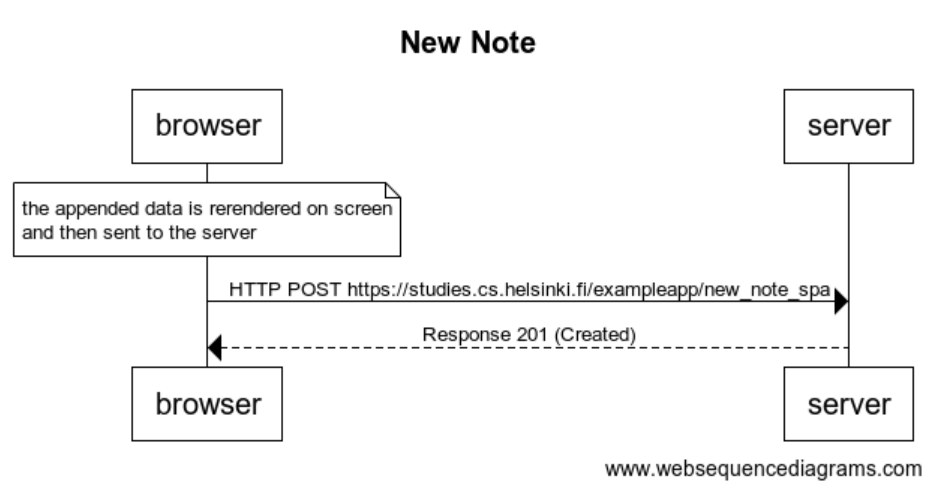 New Note
browser
server
the appended data is rerendered on screen
and then sent to the server
HTTP POST https://studies.cs.helsinki.fi/exampleapp/new_note_spa
Response 201 (Created)
browser
server
www.websequencediagrams.com